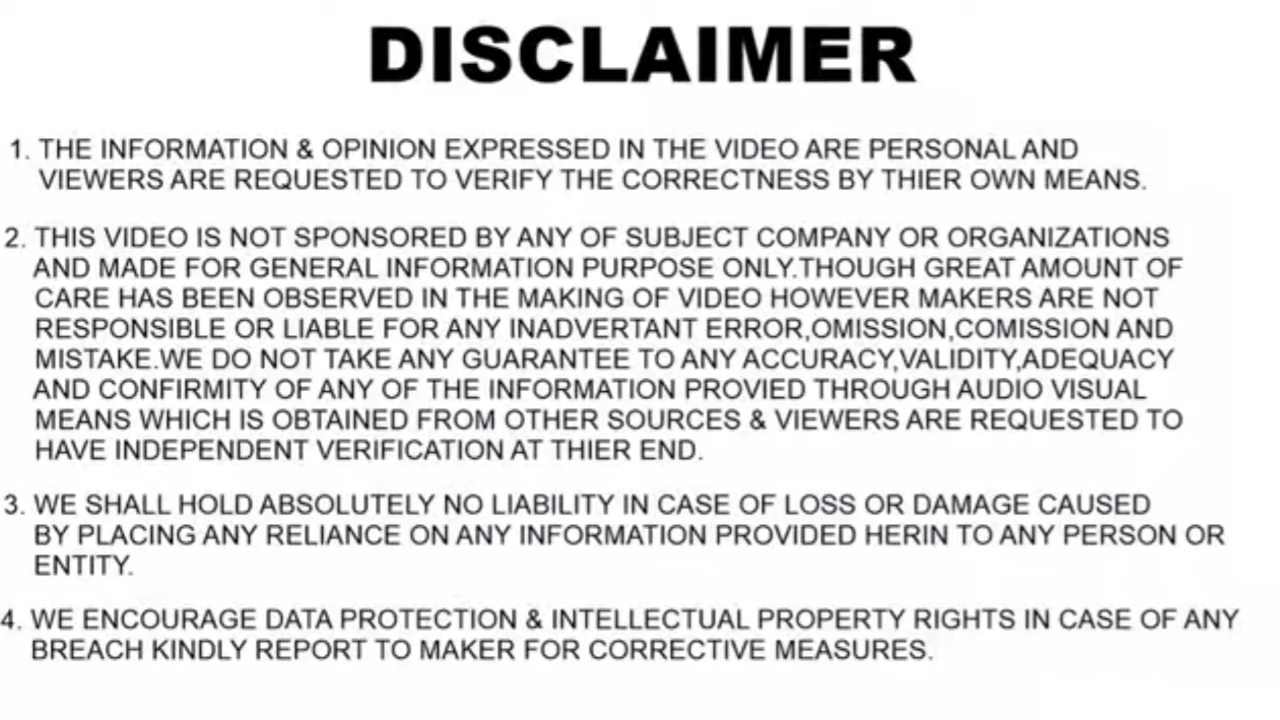 DISCLAIMER
1. THE INFORMATION & OPINION EXPRESSED IN THE VIDEO ARE PERSONAL AND
VIEWERS ARE REQUESTED TO VERIFY THE CORRECTNESS BY THIER OWN MEANS.
2. THIS VIDEO IS NOT SPONSORED BY ANY OF SUBJECT COMPANY OR ORGANIZATIONS
AND MADE FOR GENERAL INFORMATION PURPOSE ONLY.THOUGH GREAT AMOUNT OF
CARE HAS BEEN OBSERVED IN THE MAKING OF VIDEO HOWEVER MAKERS ARE NOT
RESPONSIBLE OR LIABLE FOR ANY INADVERTANT ERROR,OMISSION,COMISSION AND
MISTAKE.WE DO NOT TAKE ANY GUARANTEE TO ANY ACCURACY,VALIDITY,ADEQUACY
AND CONFIRMITY OF ANY OF THE INFORMATION PROVIED THROUGH AUDIO VISUAL
MEANS WHICH IS OBTAINED FROM OTHER SOURCES & VIEWERS ARE REQUESTED TO
HAVE INDEPENDENT VERIFICATION AT THIER END.
3. WE SHALL HOLD ABSOLUTELY NO LIABILITY IN CASE OF LOSS OR DAMAGE CAUSED
BY PLACING ANY RELIANCE ON ANY INFORMATION PROVIDED HERIN TO ANY PERSON OR
ENTITY.
4. WE ENCOURAGE DATA PROTECTION & INTELLECTUAL PROPERTY RIGHTS IN CASE OF ANY
BREACH KINDLY REPORT TO MAKER FOR CORRECTIVE MEASURES.